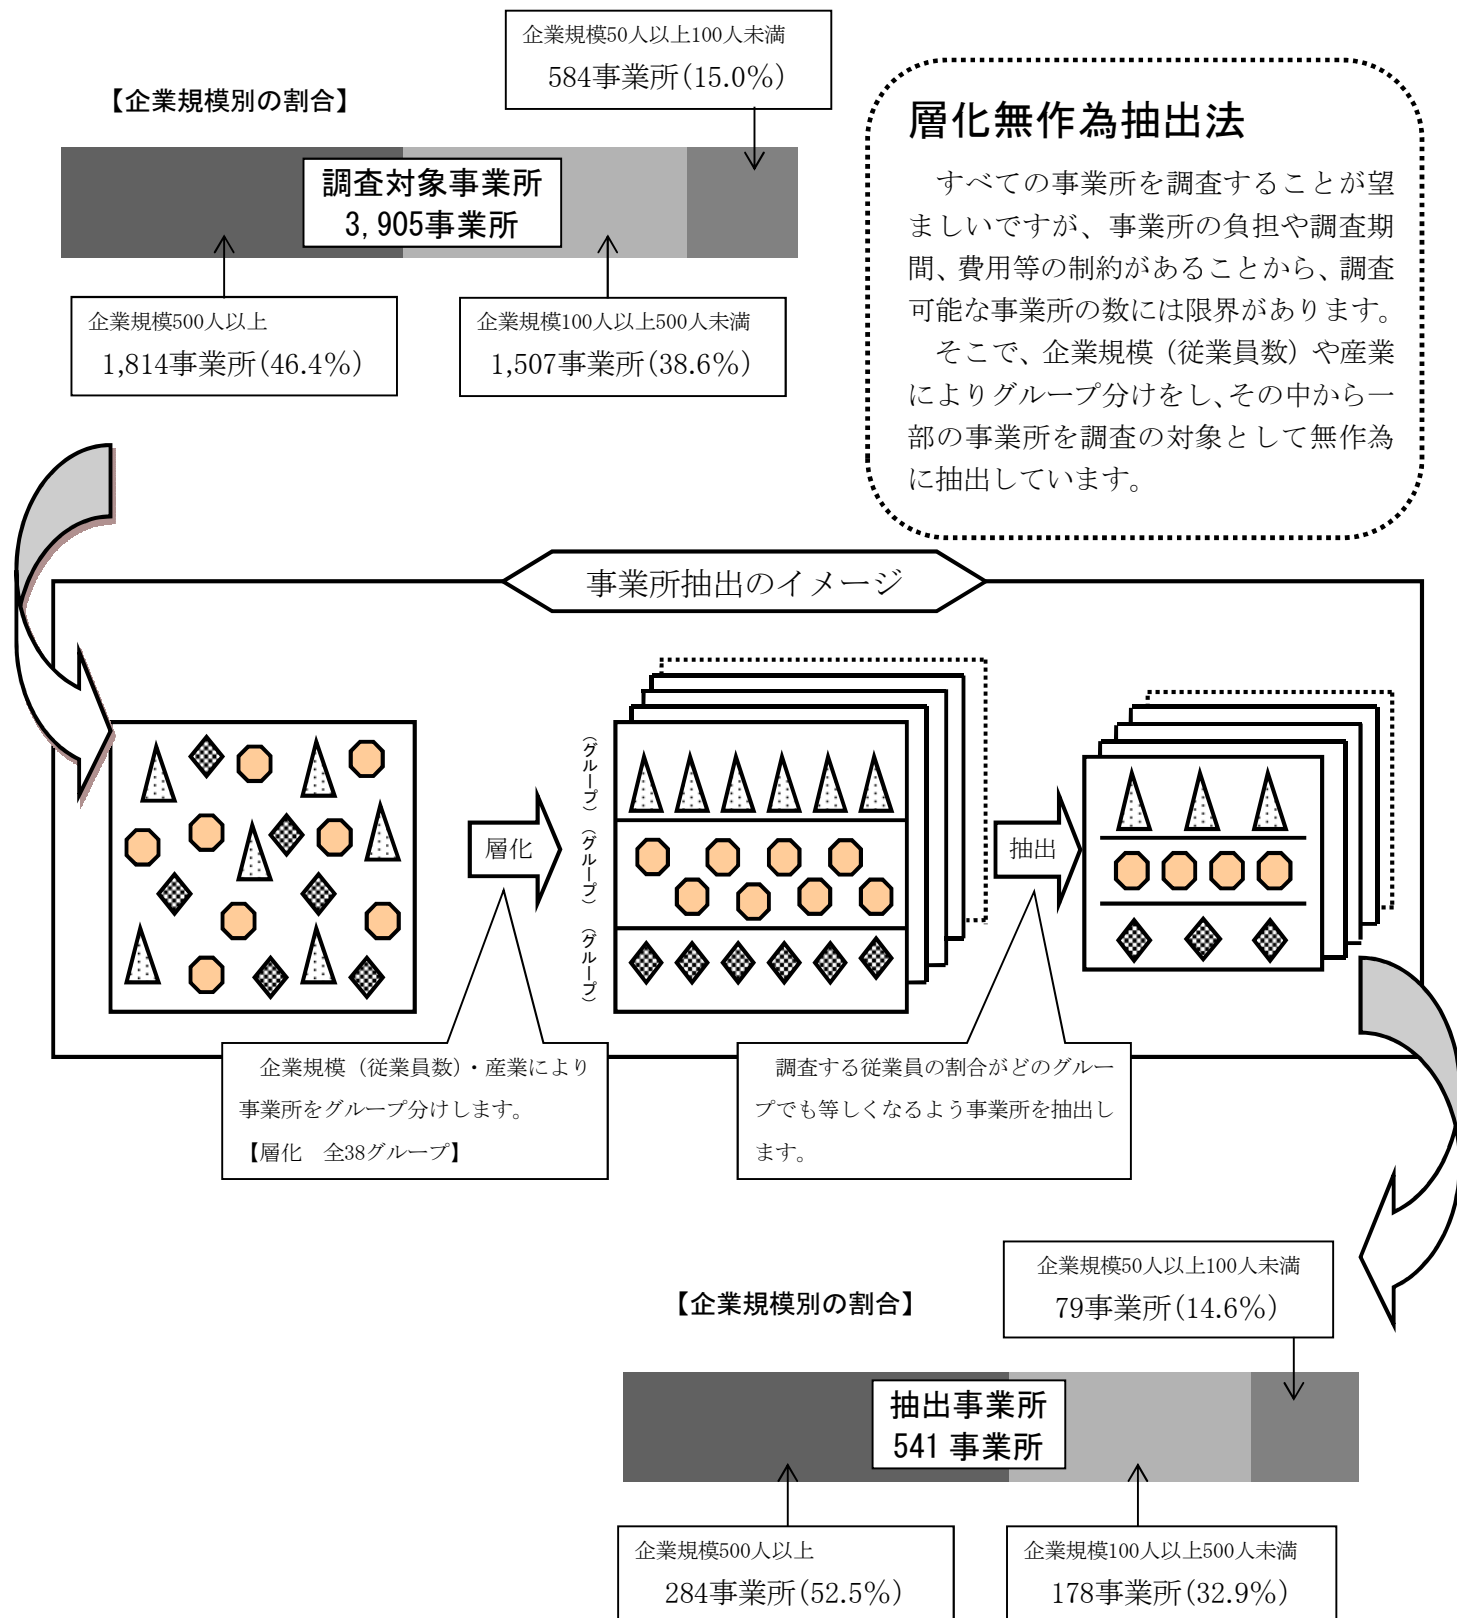 企業規模50人以上100人未満
584事業所(15.0%)
【企業規模別の割合】
調査対象事業所
3,905事業所
企業規模500人以上
1,814事業所(46.4%)
企業規模100人以上500人未満
1,507事業所(38.6%)
層化無作為抽出法
すべての事業所を調査することが望
ましいですが、事業所の負担や調査期
間、費用等の制約があることから、調査
可能な事業所の数には限界があります。
そこで、企業規模（従業員数）や産業
によりグループ分けをし、その中から一
部の事業所を調査の対象として無作為
に抽出しています。
事業所抽出のイメージ
層化
（グループ）
（グループ）
（グループ）
抽出
企業規模（従業員数）・産業により
事業所をグループ分けします。
【層化　全38グループ】
調査する従業員の割合がどのグルー
プでも等しくなるよう事業所を抽出し
ます。
企業規模50人以上100人未満
79事業所(14.6%)
【企業規模別の割合】
抽出事業所
541 事業所
企業規模500人以上
284事業所(52.5%)
企業規模100人以上500人未満
178事業所(32.9%)